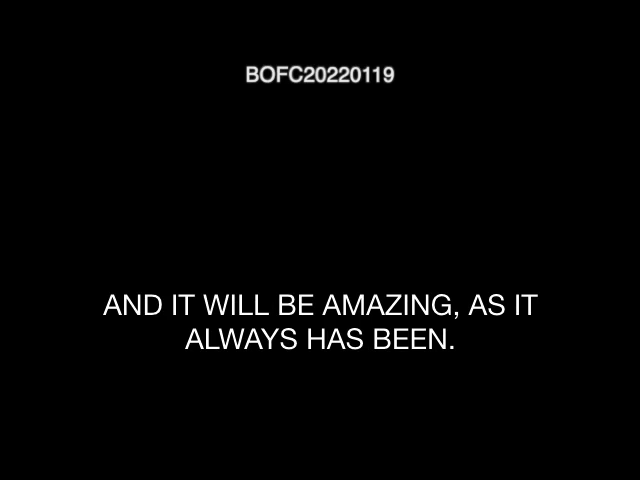 BOFC20220119
AND IT WILL BE AMAZING, AS IT
ALWAYS HAS BEEN.